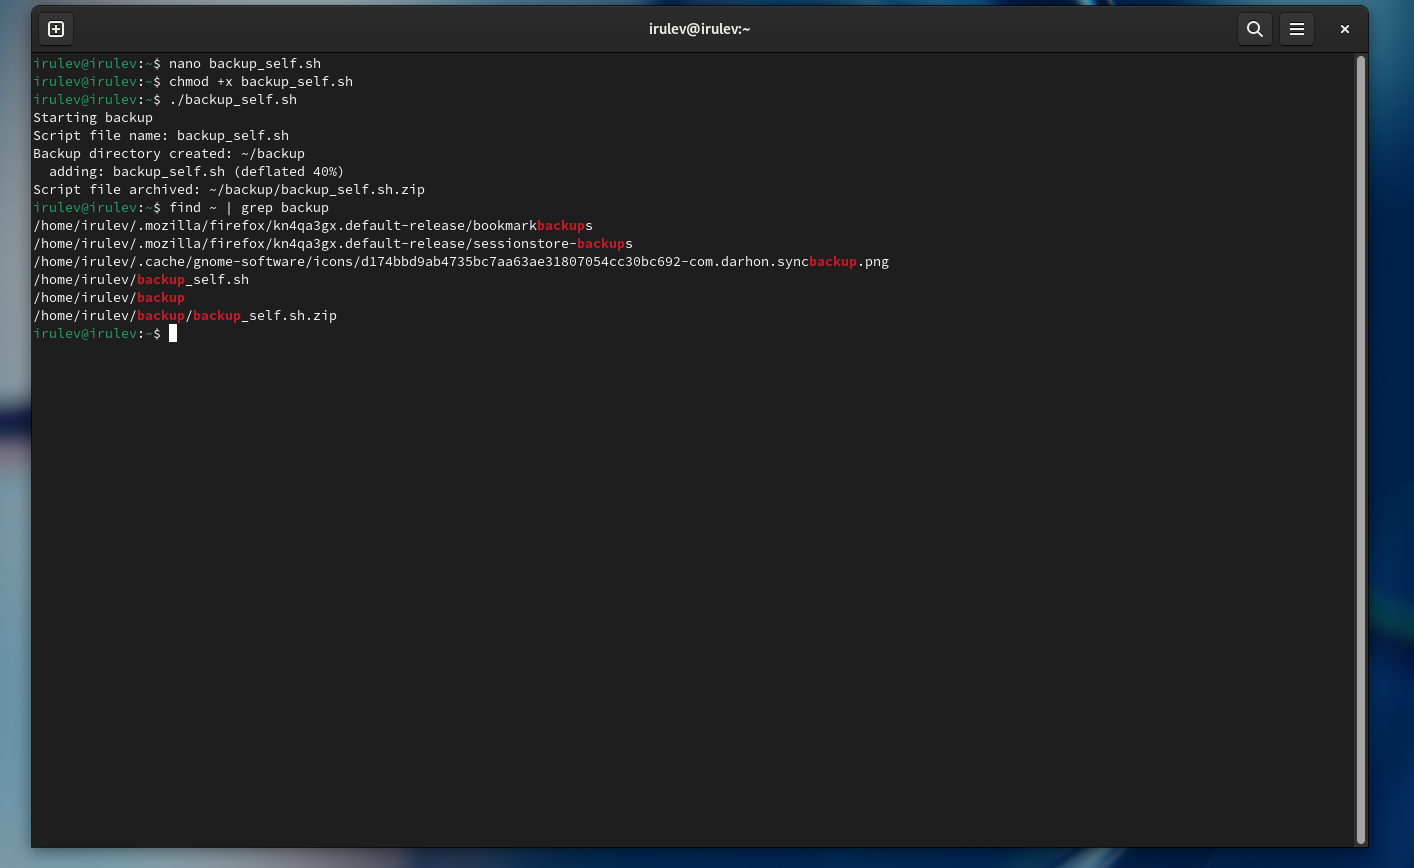 irulev@irulev:~
irulev@irulev:~$ nano backup_self.sh
irulev@irulev:~$ chmod +x backup_self.sh
irulev@irulev:~$ ./backup_self.sh
Starting backup
Script file name: backup_self.sh
Backup directory created: ~/backup
  adding: backup_self.sh (deflated 40%)
Script file archived: ~/backup/backup_self.sh.zip
irulev@irulev:~$ find ~ | grep backup
/home/irulev/.mozilla/firefox/kn4qa3gx.default-release/bookmarkbackups
/home/irulev/.mozilla/firefox/kn4qa3gx.default-release/sessionstore-backups
/home/irulev/.cache/gnome-software/icons/d174bbd9ab4735bc7aa63ae31807054cc30bc692-com.darhon.syncbackup.png
/home/irulev/backup_self.sh
/home/irulev/backup
/home/irulev/backup/backup_self.sh.zip
irulev@irulev:~$